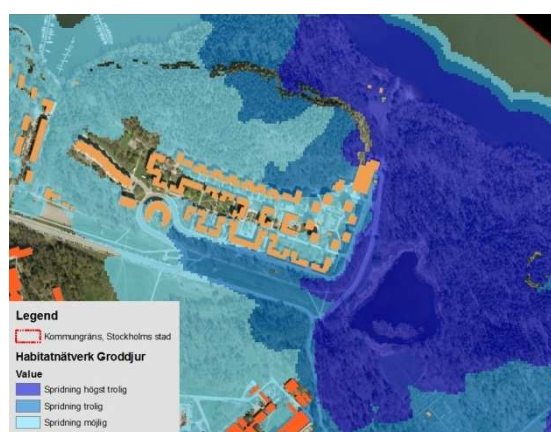 Legend
Kommungräns, Stockholms stad
Habitatnätverk Groddjur
Value
Spridning högst trolig
Spridning trolig
Spridning möjlig